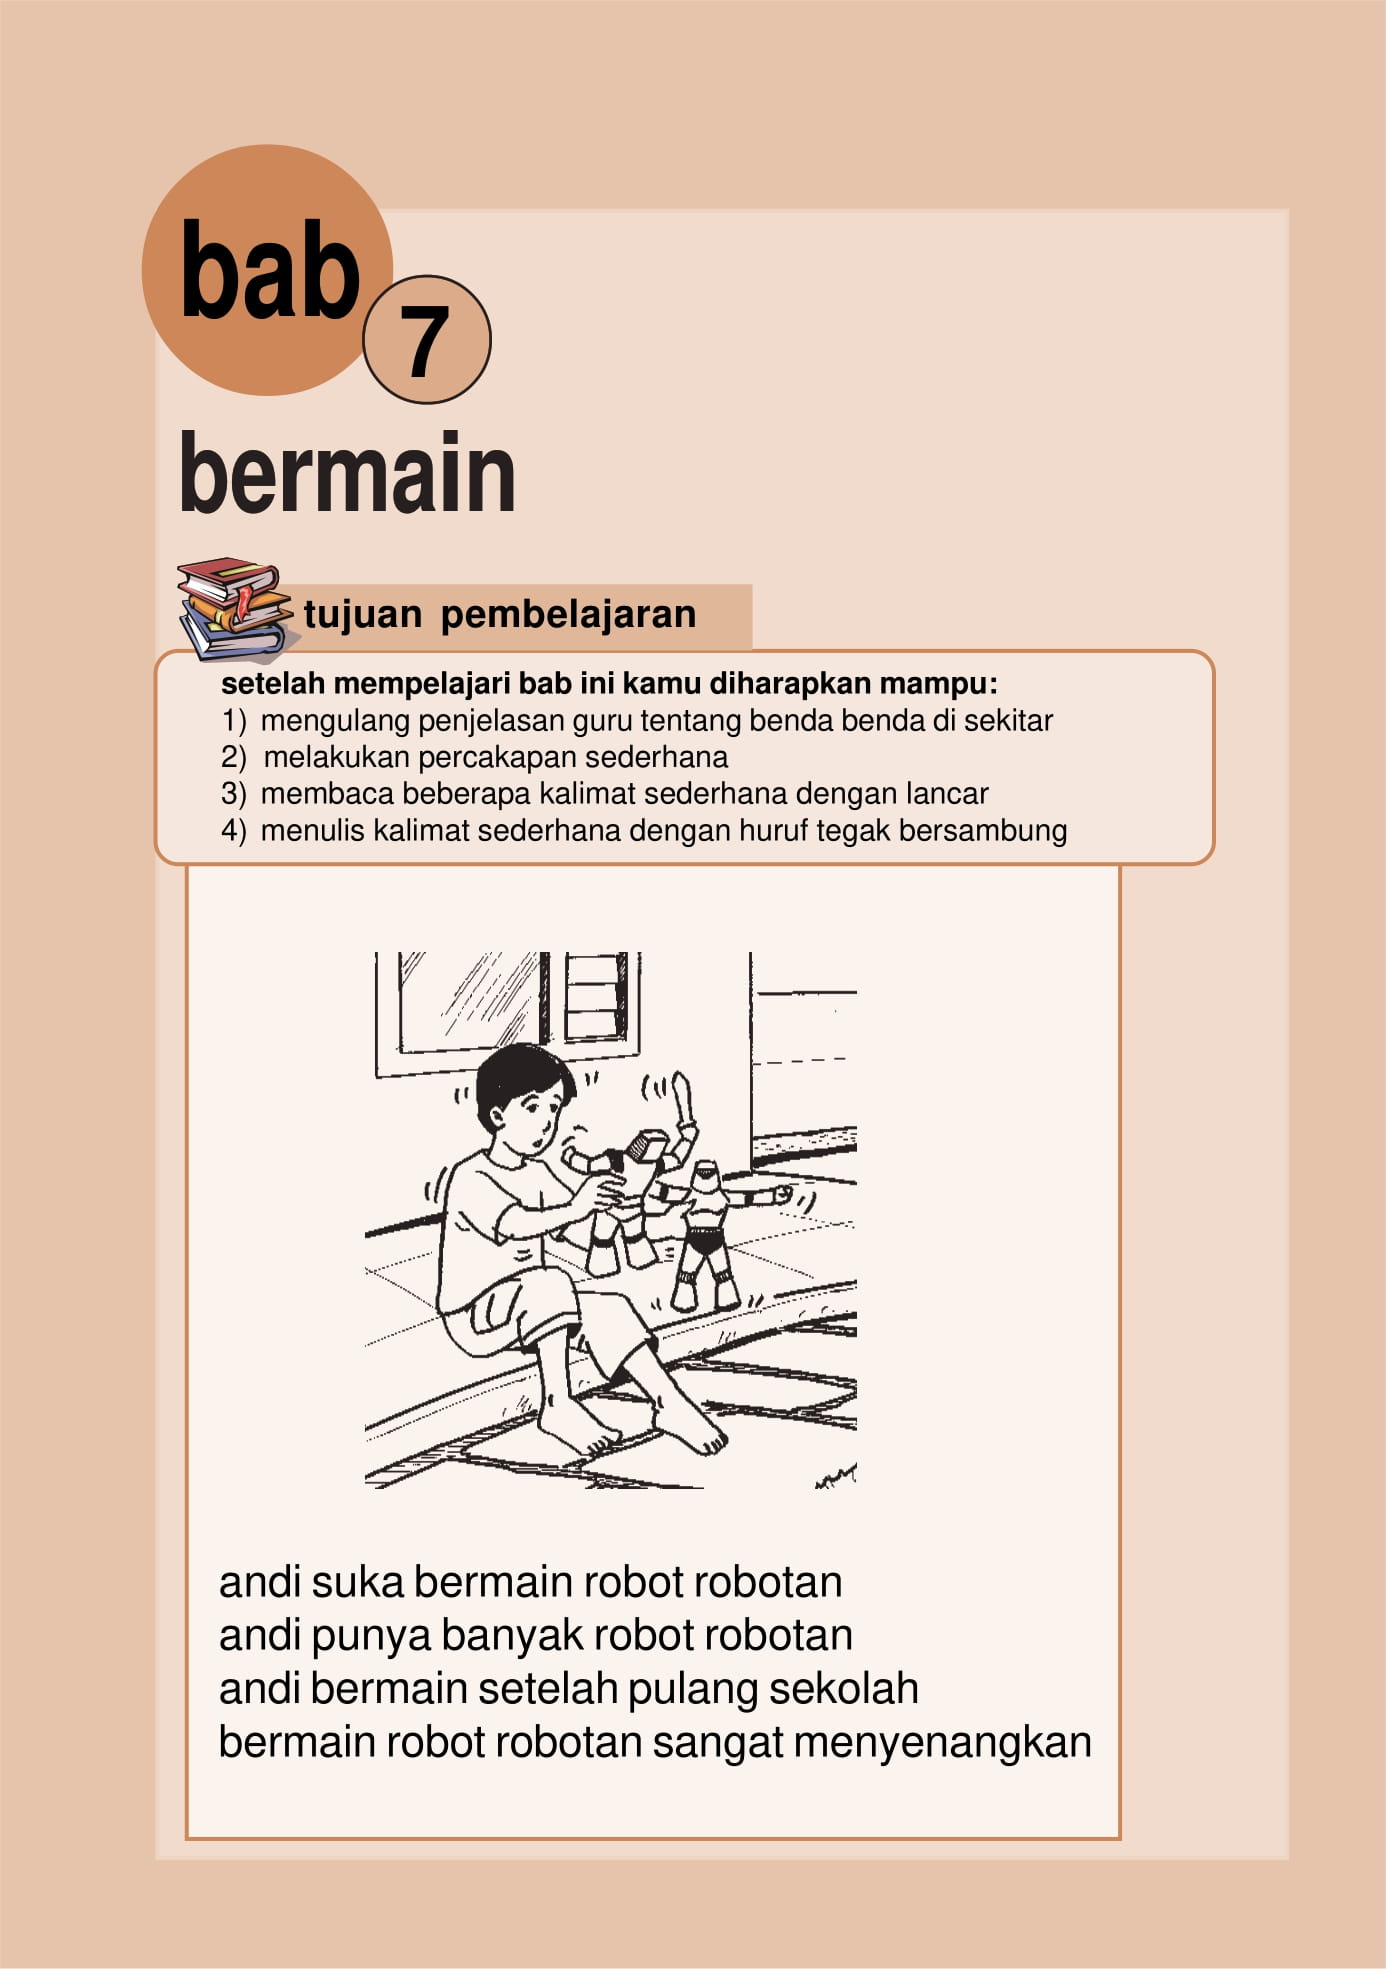 bab
7
bermain
tujuan pembelajaran
setelah mempelajari bab ini kamu diharapkan mampu:
1) mengulang penjelasan guru tentang benda benda di sekitar
2) melakukan percakapan sederhana
3) membaca beberapa kalimat sederhana dengan lancar
4) menulis kalimat sederhana dengan huruf tegak bersambung
andi suka bermain robot robotan
andi punya banyak robot robotan
andi bermain setelah pulang sekolah
bermain robot robotan sangat menyenangkan